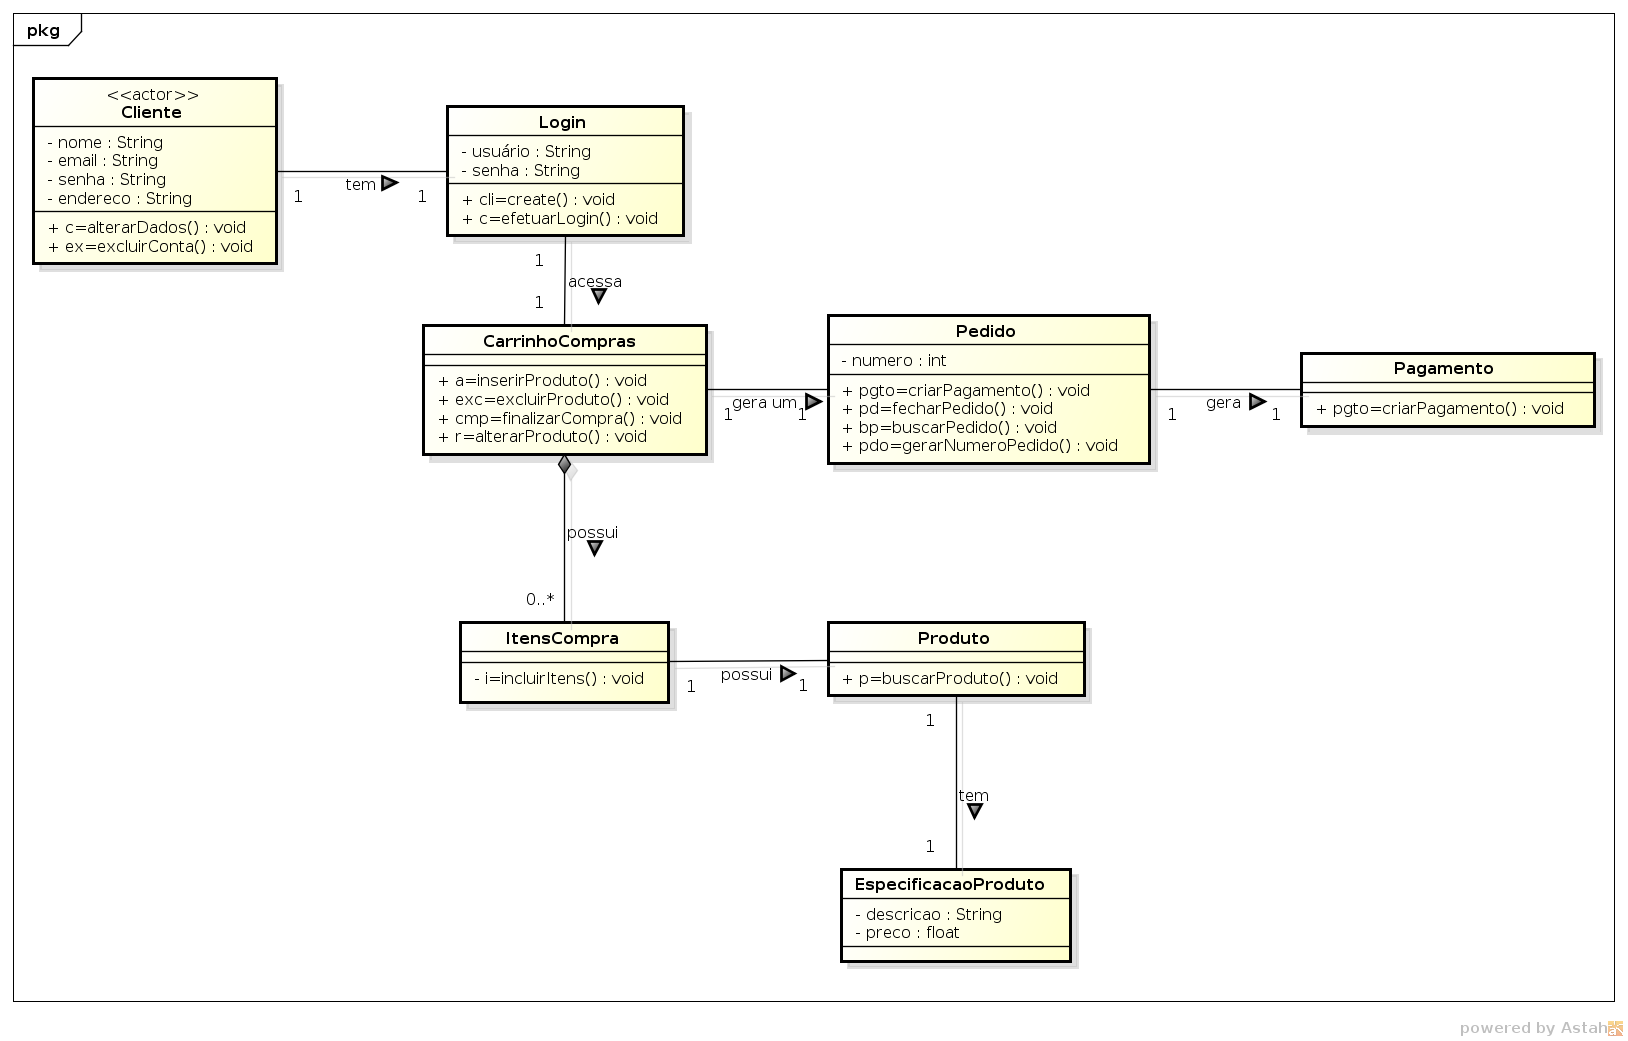 pkg
<<actor>>
Cliente
- nome : String
- email : String
- senha : String
- endereco : String
+ c=alterarDados() : void
+ ex=excluirConta() : void
tem
1
1
Login
- usuário : String
- senha : String
+ cli=create() : void
+ c=efetuarLogin() : void
1
acessa
1
CarrinhoCompras
+ a=inserirProduto() : void
+ exc=excluirProduto() : void
+ cmp=finalizarCompra() : void
+ r=alterarProduto() : void
gera um
1
1
Pedido
- numero : int
+ pgto=criarPagamento() : void
+ pd=fecharPedido() : void
+ bp=buscarPedido() : void
+ pdo=gerarNumeroPedido() : void
gera
1
1
Pagamento
+ pgto=criarPagamento() : void
possui
0..*
ItensCompra
- i=incluirItens() : void
possui
1
1
Produto
+ p=buscarProduto() : void
1
tem
1
EspecificacaoProduto
- descricao : String
- preco : float
powered by Astah